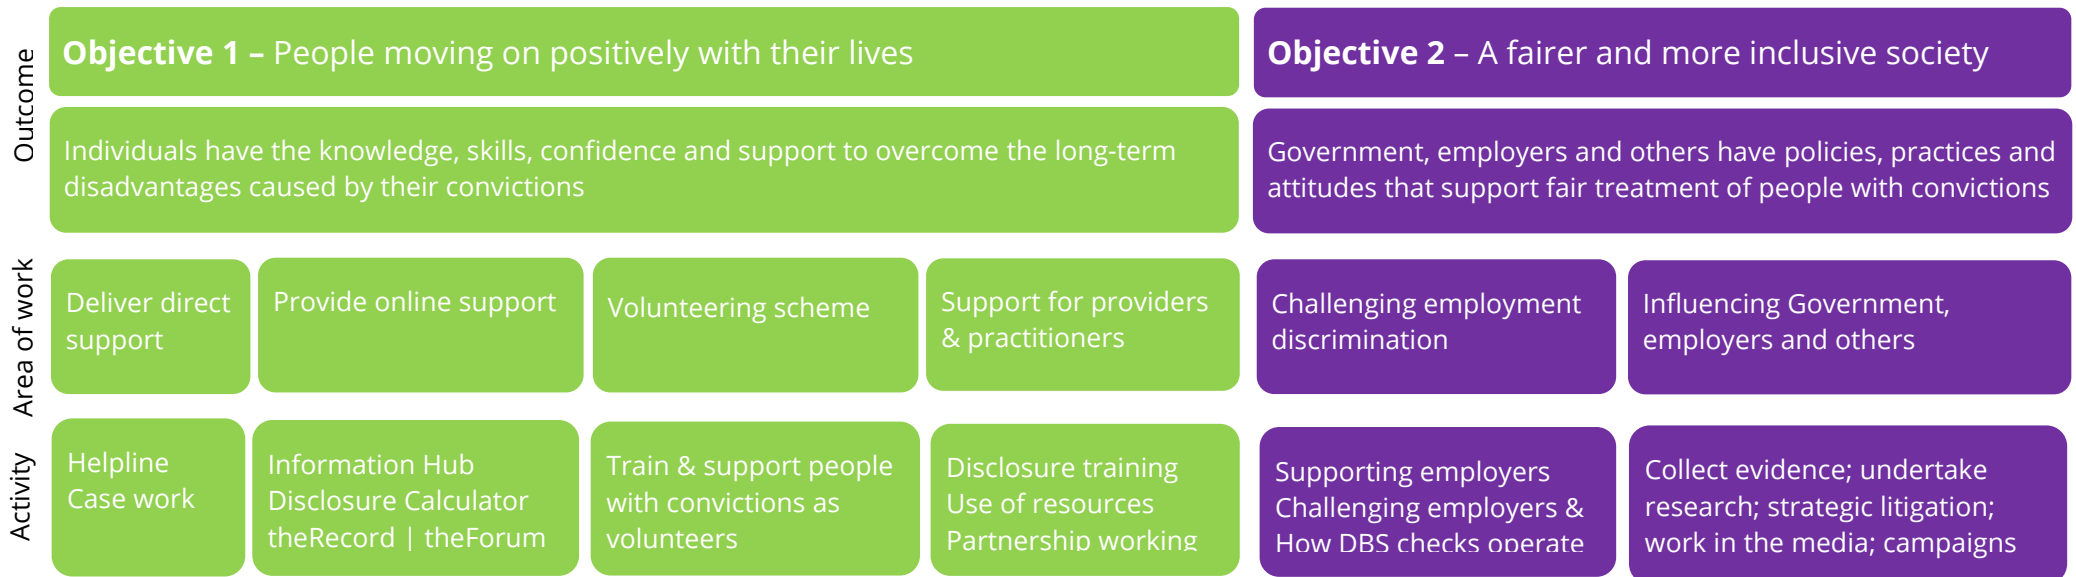 Outcome
Objective 1 – People moving on positively with their lives
Objective 2 – A fairer and more inclusive society
Individuals have the knowledge, skills, confidence and support to overcome the long-term
disadvantages caused by their convictions
Government, employers and others have policies, practices and
attitudes that support fair treatment of people with convictions
Area of work
Deliver direct
support
Provide online support
Volunteering scheme
Support for providers
& practitioners
Challenging employment
discrimination
Influencing Government,
employers and others
Activity
Helpline
Case work
Information Hub
Disclosure Calculator
theRecord | theForum
Train & support people
with convictions as
volunteers
Disclosure training
Use of resources
Partnership working
Supporting employers
Challenging employers &
How DBS checks operate
Collect evidence; undertake
research; strategic litigation;
work in the media; campaigns